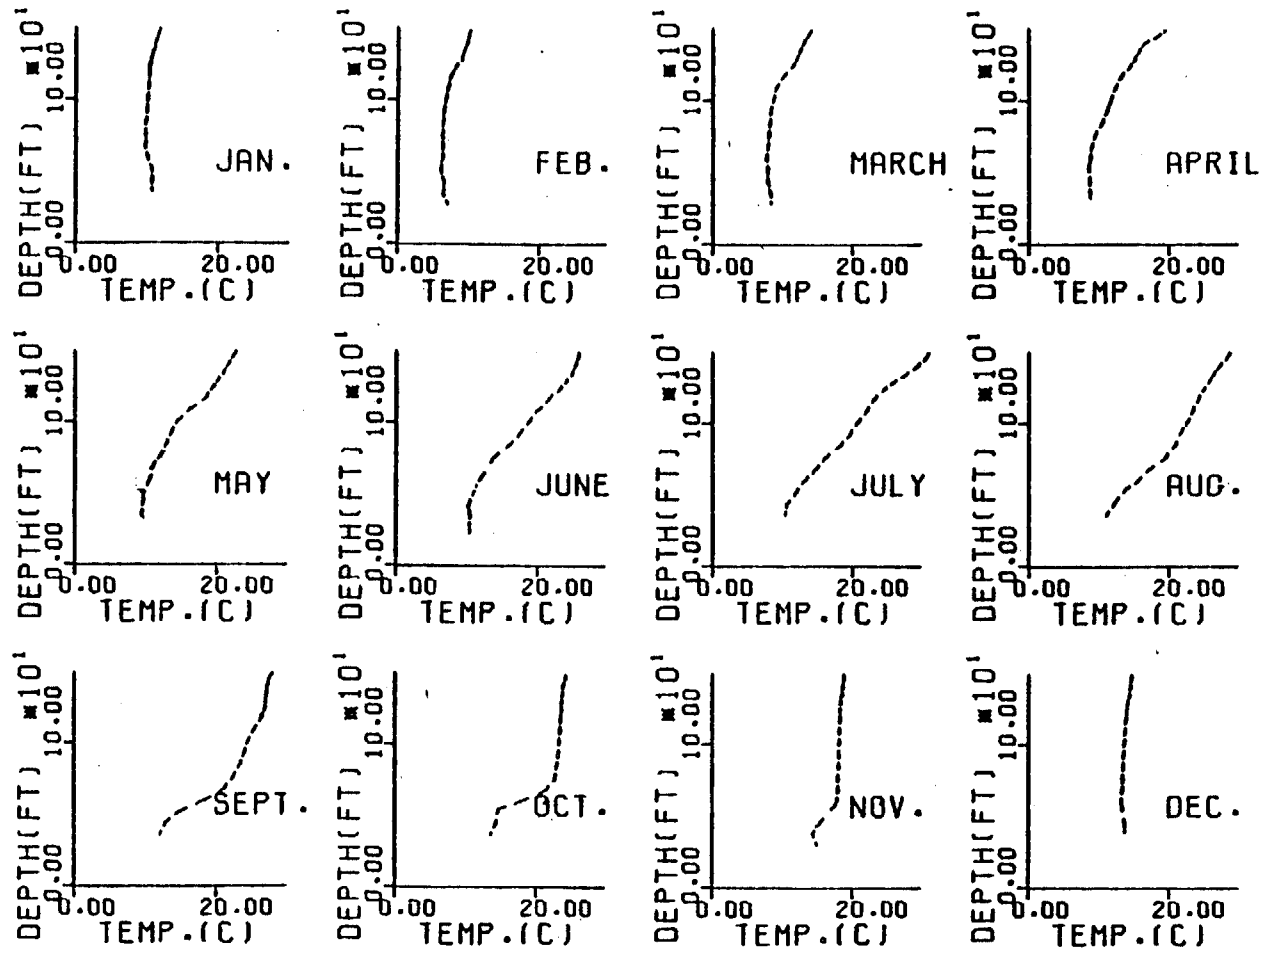 DEPTH(FT) *10¹
10.00
0.00
JAN.
0.00 20.00
TEMP.(C)
DEPTH(FT) *10¹
10.00
0.00
FEB.
0.00 20.00
TEMP.(C)
DEPTH(FT) *10¹
10.00
0.00
MARCH
0.00 20.00
TEMP.(C)
DEPTH(FT) *10¹
10.00
0.00
APRIL
0.00 20.00
TEMP.(C)
DEPTH(FT) *10¹
10.00
0.00
MAY
0.00 20.00
TEMP.(C)
DEPTH(FT) *10¹
10.00
0.00
JUNE
0.00 20.00
TEMP.(C)
DEPTH(FT) *10¹
10.00
0.00
JULY
0.00 20.00
TEMP.(C)
DEPTH(FT) *10¹
10.00
0.00
AUG.
0.00 20.00
TEMP.(C)
DEPTH(FT) *10¹
10.00
0.00
SEPT.
0.00 20.00
TEMP.(C)
DEPTH(FT) *10¹
10.00
0.00
OCT.
0.00 20.00
TEMP.(C)
DEPTH(FT) *10¹
10.00
0.00
NOV.
0.00 20.00
TEMP.(C)
DEPTH(FT) *10¹
10.00
0.00
DEC.
0.00 20.00
TEMP.(C)